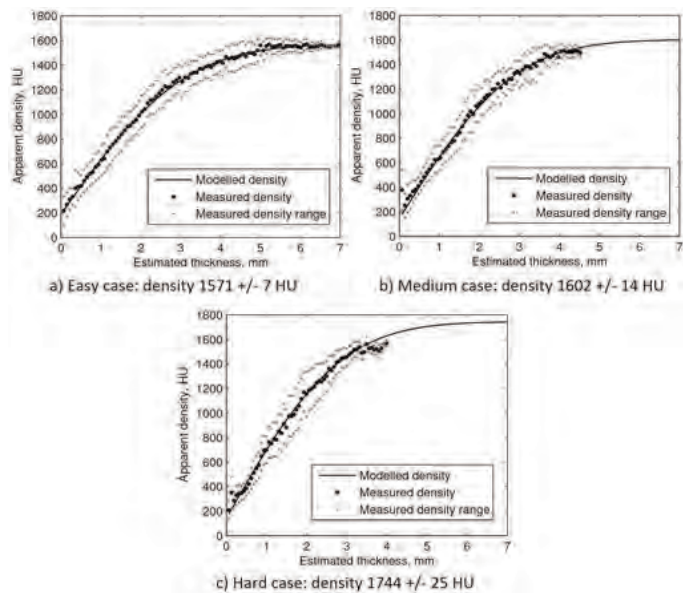 1800
1600
1400
1200
1000
800
600
400
200
0
Apparent density, HU
Modelled density
Measured density
Measured density range
0 1 2 3 4 5 6 7
Estimated thickness, mm
a) Easy case: density 1571 +/- 7 HU
1800
1600
1400
1200
1000
800
600
400
200
0
Apparent density, HU
Modelled density
Measured density
Measured density range
0 1 2 3 4 5 6 7
Estimated thickness, mm
b) Medium case: density 1602 +/- 14 HU
1800
1600
1400
1200
1000
800
600
400
200
0
Apparent density, HU
Modelled density
Measured density
Measured density range
0 1 2 3 4 5 6 7
Estimated thickness, mm
c) Hard case: density 1744 +/- 25 HU